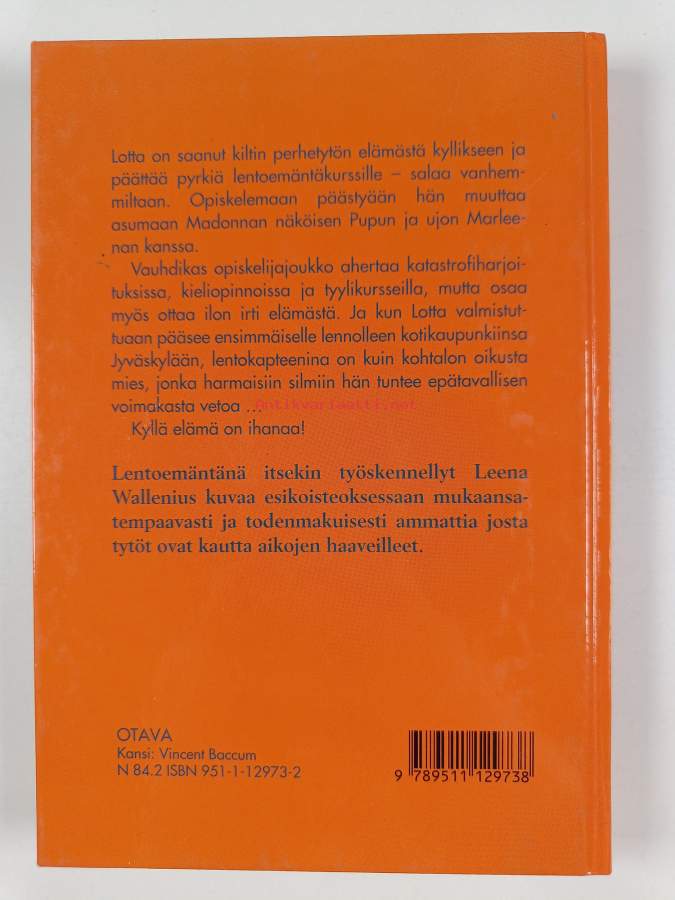 Lotta on saanut kiltin perhetytön elämästä kyllikseen ja
päättää pyrkiä lentoemäntäkurssille – salaa vanhem-
miltaan. Opiskelemaan päästyään hän muuttaa
asumaan Madonnan näköisen Pupun ja ujon Marlee-
nan kanssa.
Vauhdikas opiskelijajoukko ahertaa katastrofiharjoi-
tuksissa, kieliopinnoissa ja tyylikursseilla, mutta osaa
myös ottaa ilon irti elämästä. Ja kun Lotta valmistut-
tuaan pääsee ensimmäiselle lennolleen kotikaupunkiinsa
Jyväskylään, lentokapteenina on kuin kohtalon oikusta
mies, jonka harmaisiin silmiin hän tuntee epätavallisen
voimakasta vetoa ...
Antikvariaatti.net
Kyllä elämä on ihanaa!
Lentoemäntänä itsekin työskennellyt Leena
Wallenius kuvaa esikoisteoksessaan mukaansa-
tempaavasti ja todenmakuisesti ammattia josta
tytöt ovat kautta aikojen haaveilleet.
OTAVA
Kansi: Vincent Baccum
N 84.2 ISBN 951-1-12973-2
9 789511 129738